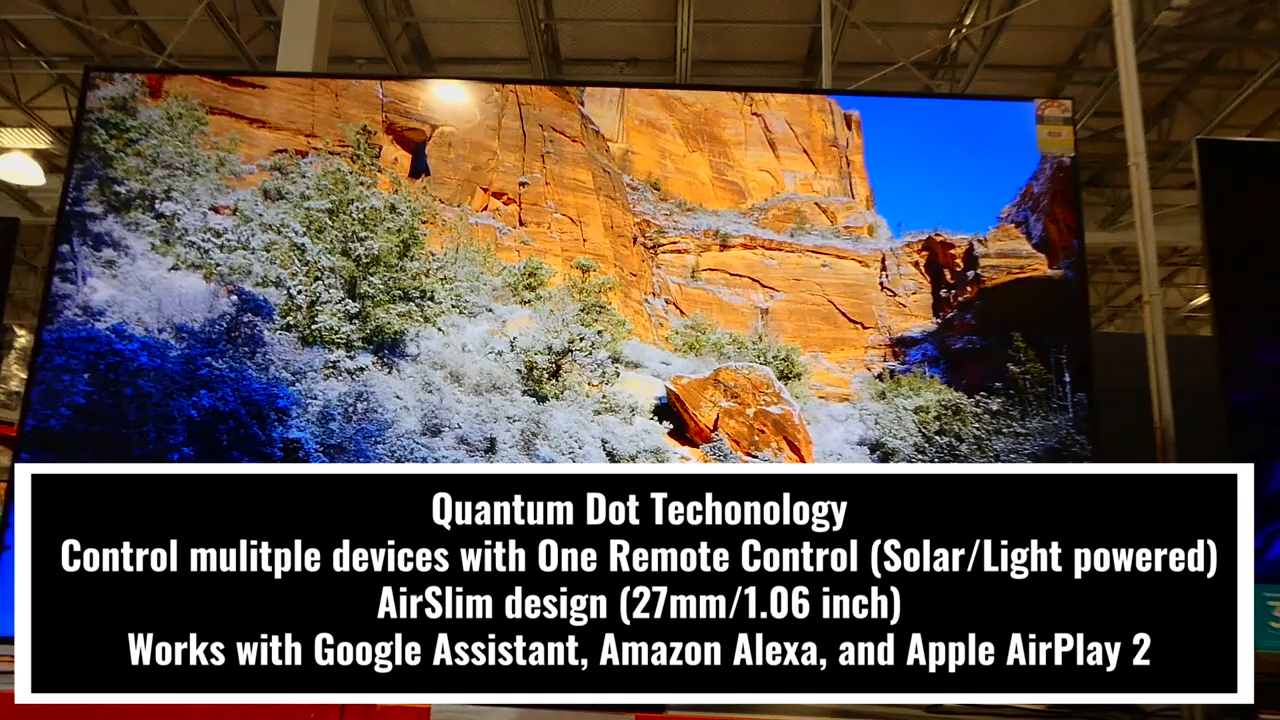 Quantum Dot Techonology
Control mulitple devices with One Remote Control (Solar/Light powered)
AirSlim design (27mm/1.06 inch)
Works with Google Assistant, Amazon Alexa, and Apple AirPlay 2